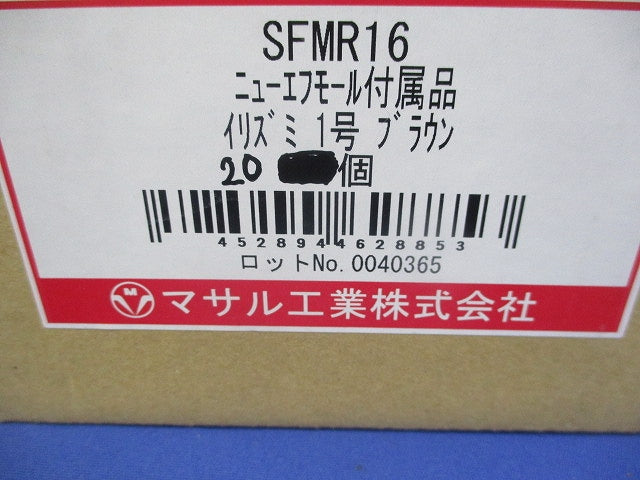 SFMR16
ニューエフモール付属品
イリズミ 1号 ブラウン
20 個
4528944628853
ロットNo.0040365
M マサル工業株式会社